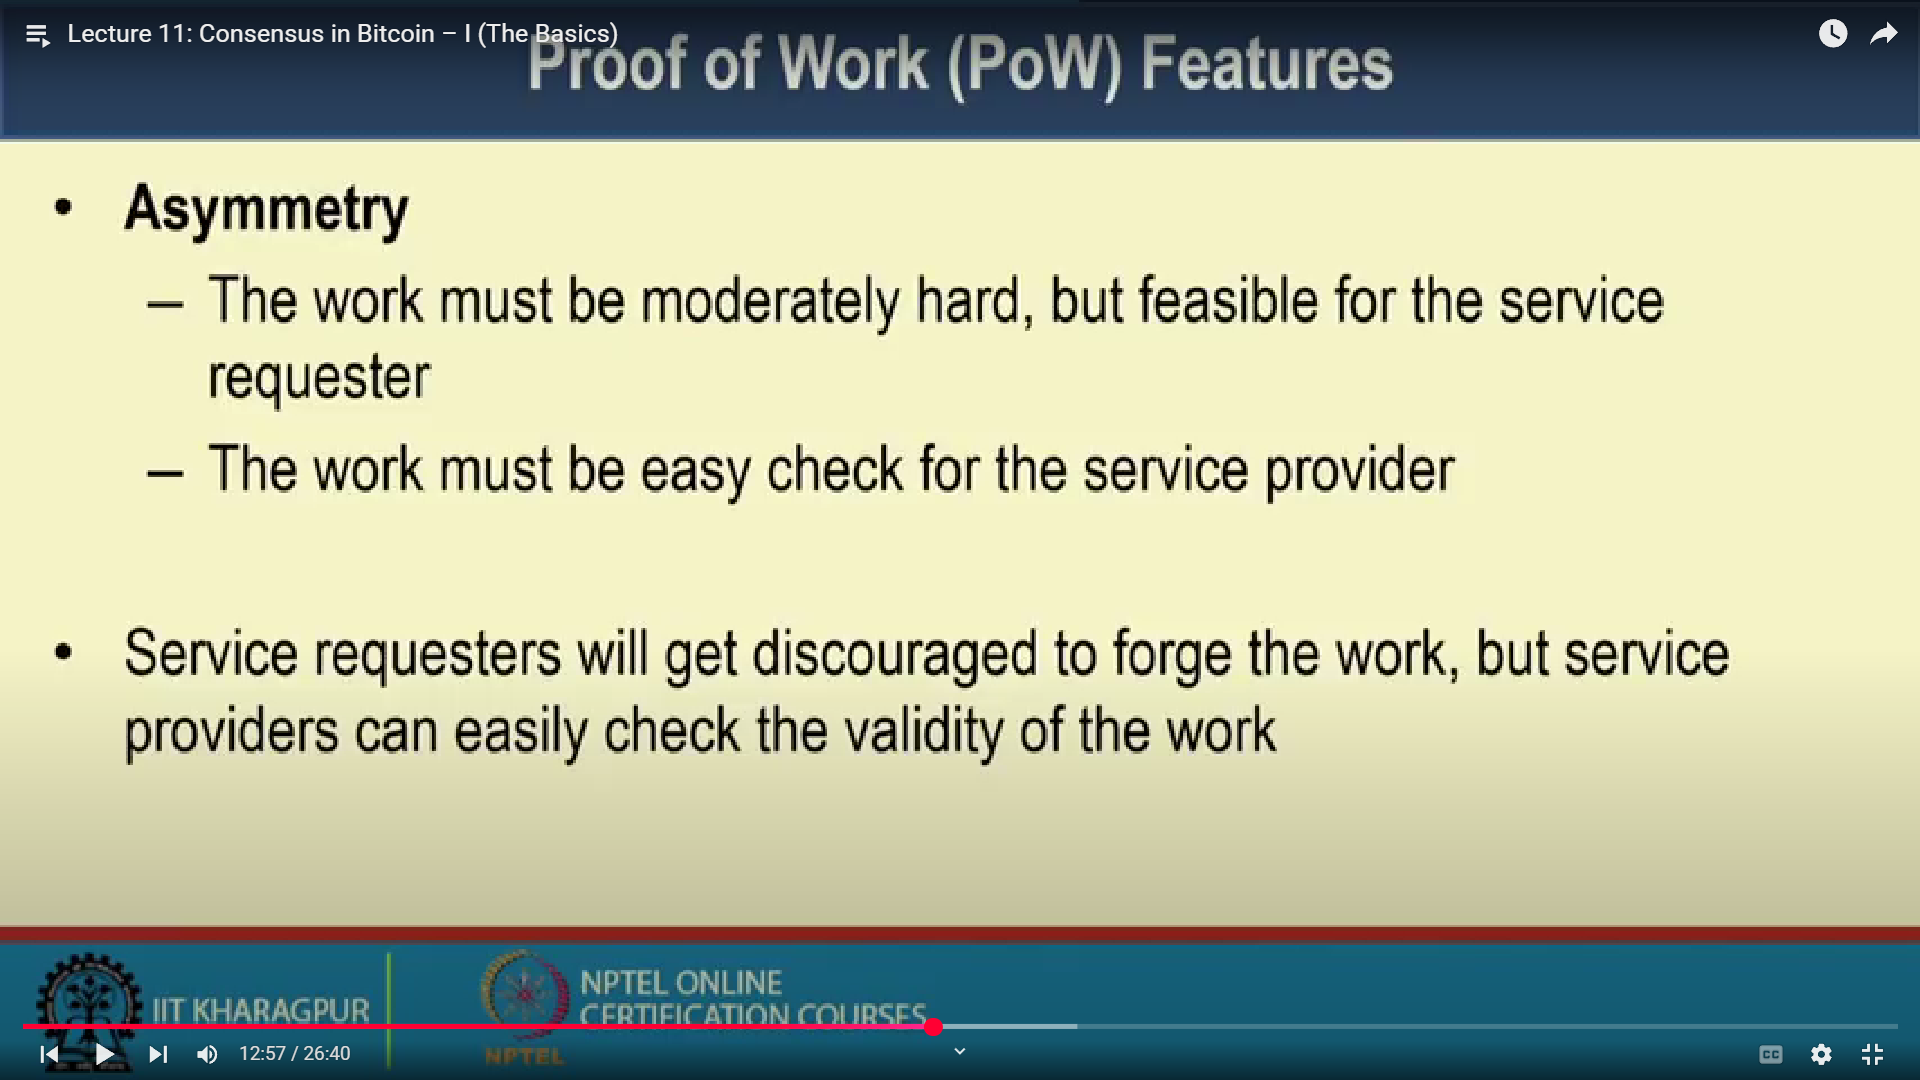 Lecture 11: Consensus in Bitcoin – I (The Basics)
Proof of Work (PoW) Features
• Asymmetry
– The work must be moderately hard, but feasible for the service
requester
– The work must be easy check for the service provider
• Service requesters will get discouraged to forge the work, but service
providers can easily check the validity of the work
IIT KHARAGPUR
NPTEL ONLINE
CERTIFICATION COURSES
NPTEL
12:57 / 26:40
CC